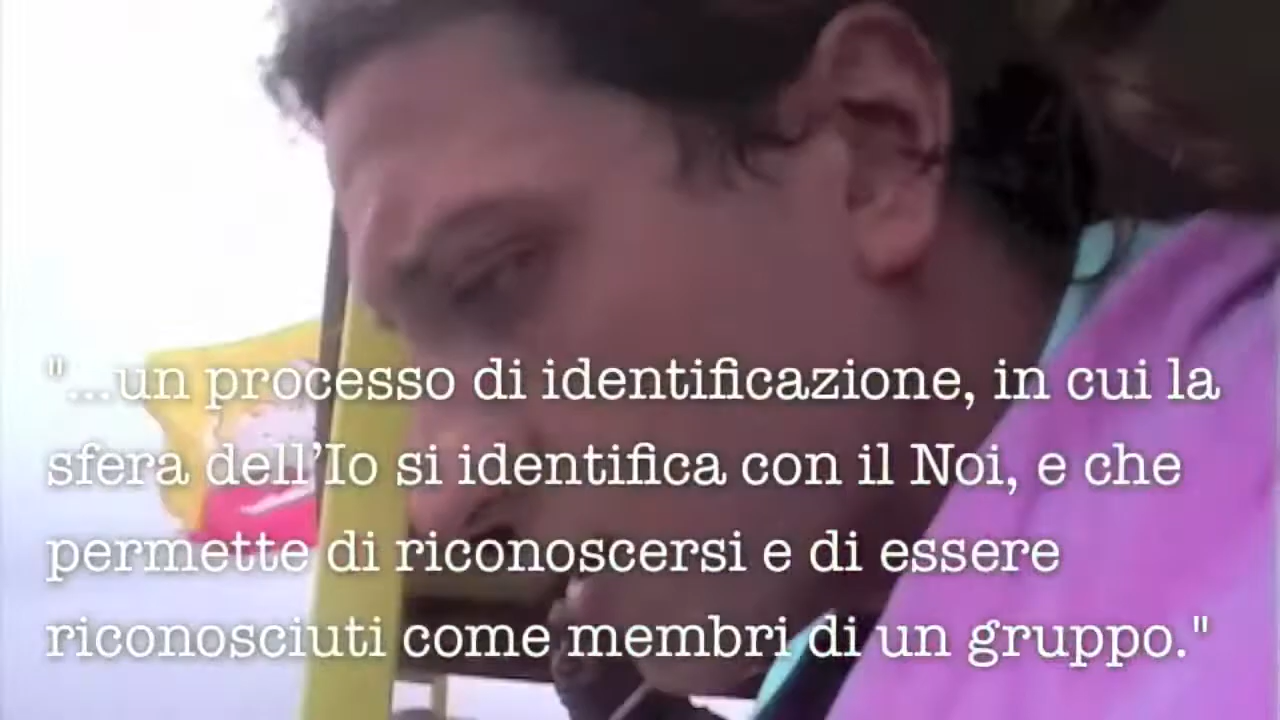 "...un processo di identificazione, in cui la
sfera dell'Io si identifica con il Noi, e che
permette di riconoscersi e di essere
riconosciuti come membri di un gruppo."